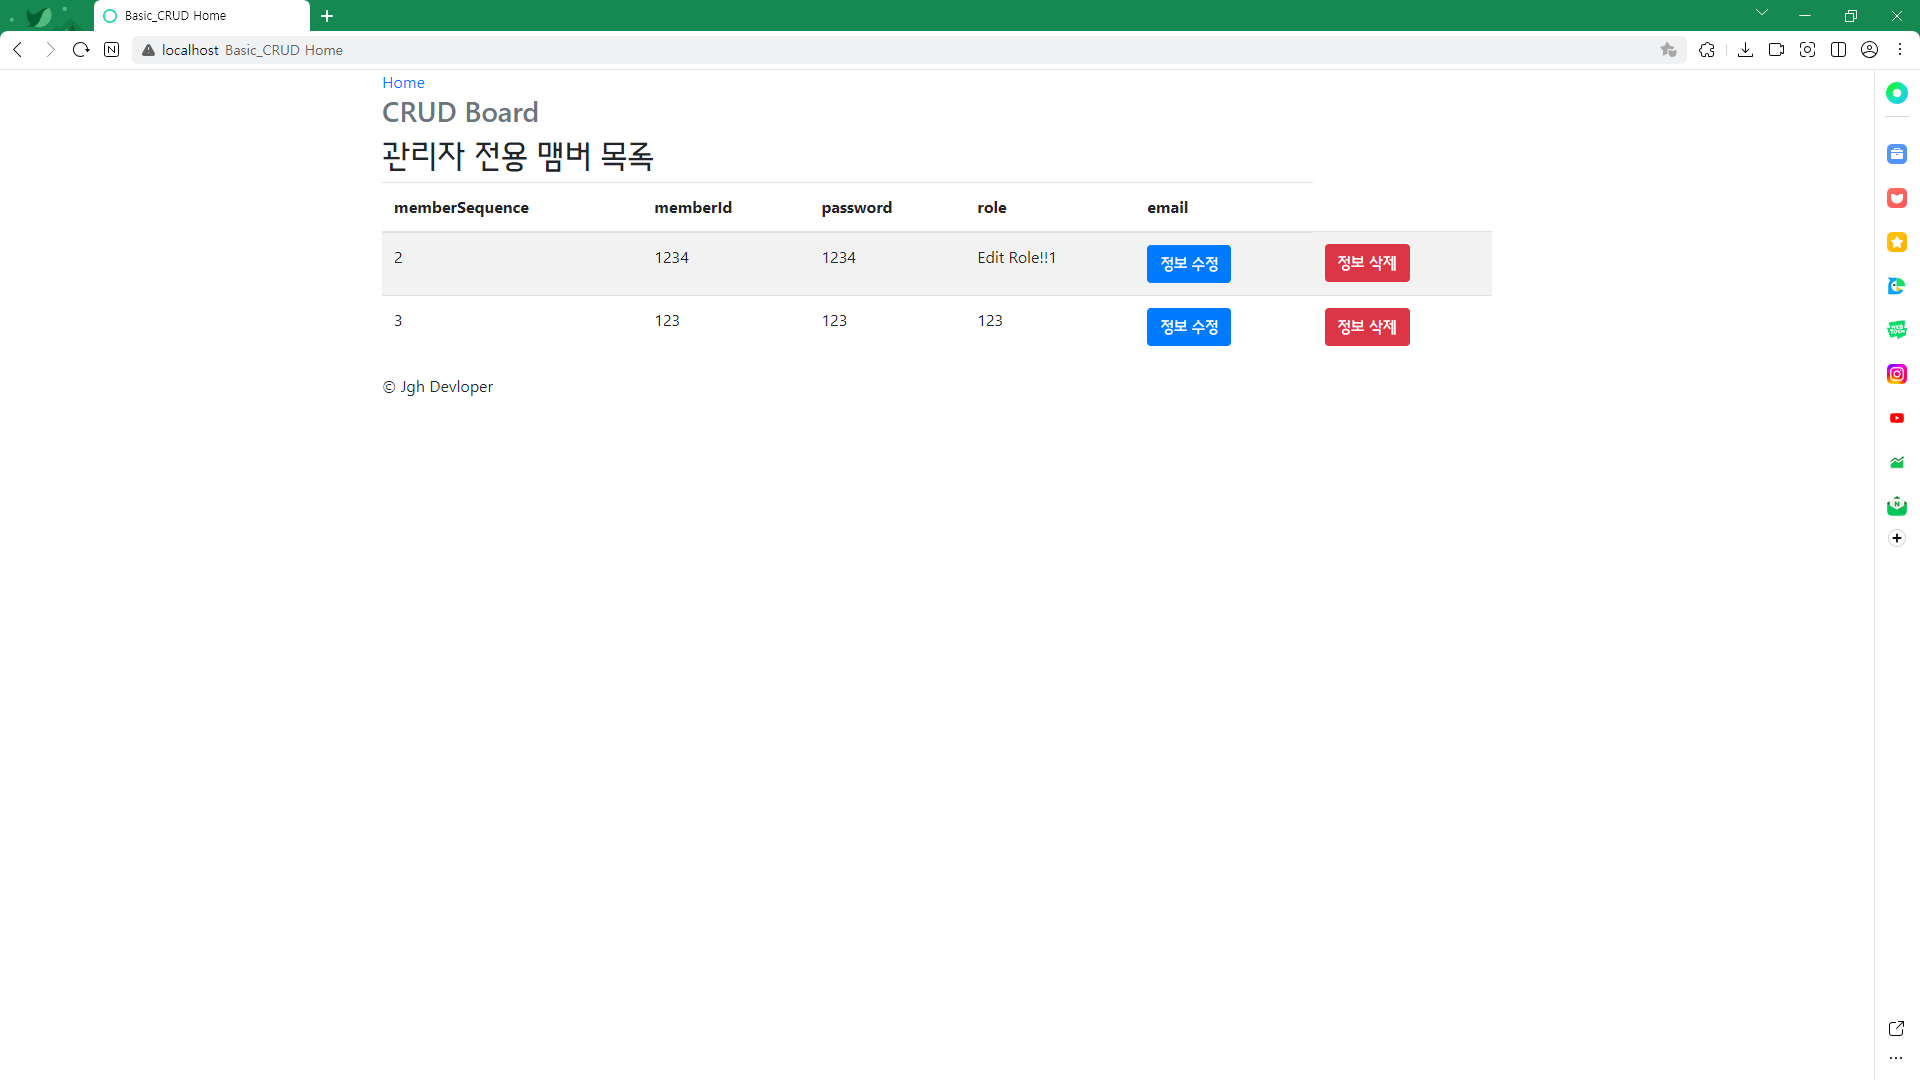 Basic_CRUD Home
localhost Basic_CRUD Home
Home
CRUD Board
관리자 전용 맴버 목록
memberSequence memberId password role email
2 1234 1234 Edit Role!!1 정보 수정 정보 삭제
3 123 123 123 정보 수정 정보 삭제
© Jgh Devloper